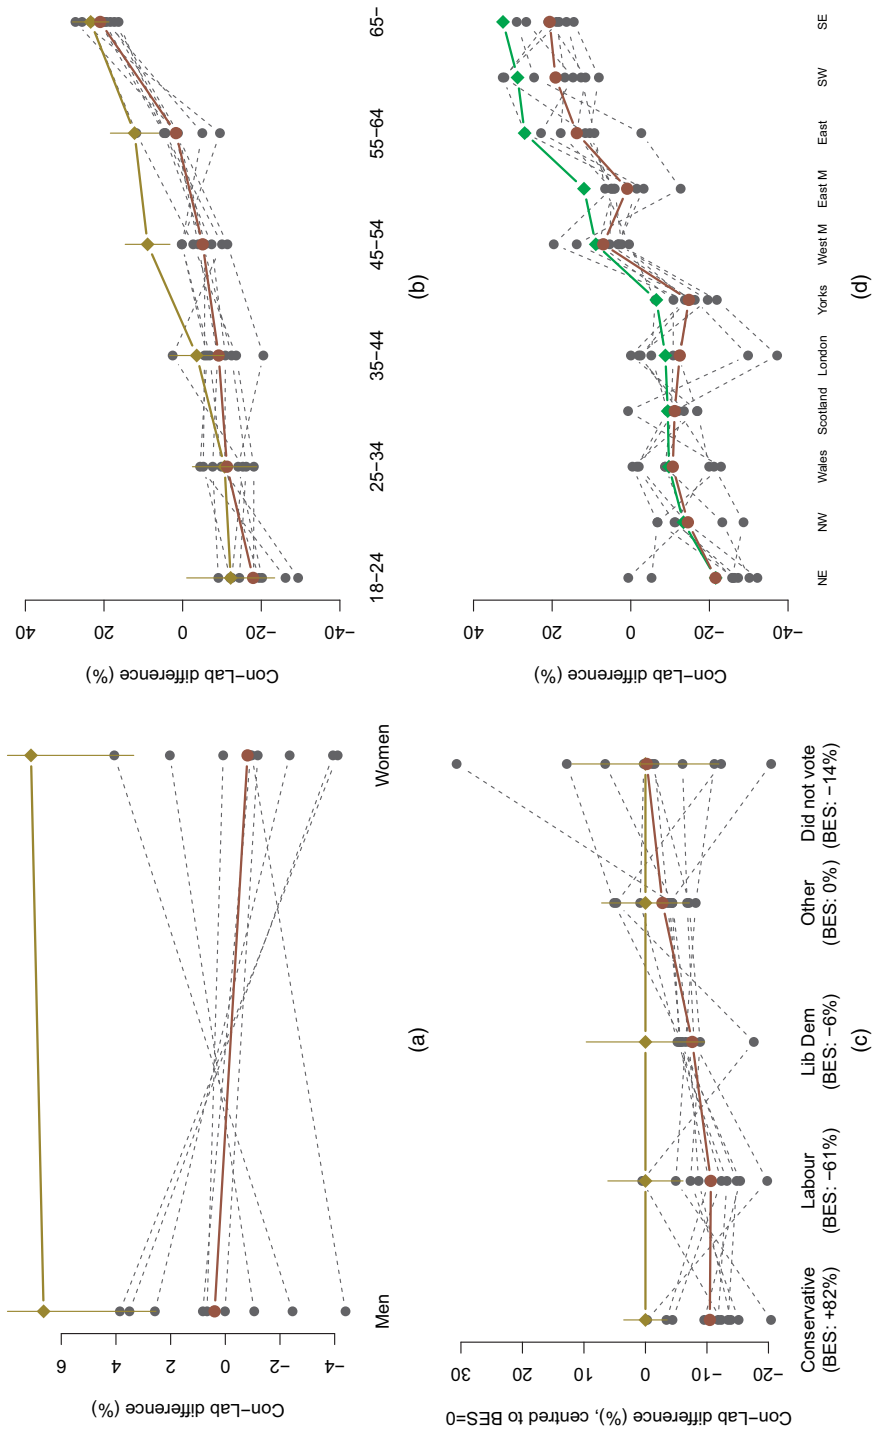 Con−Lab difference (%)
6
4
2
0
−2
−4
Men
Women
(a)
Con−Lab difference (%)
40
20
0
−20
−40
18−24
25−34
35−44
45−54
55−64
65−
(b)
Con−Lab difference (%), centred to BES=0
30
20
10
0
−10
−20
Conservative
(BES: +82%)
Labour
(BES: −61%)
Lib Dem
(BES: −6%)
Other
(BES: 0%)
Did not vote
(BES: −14%)
(c)
Con−Lab difference (%)
40
20
0
−20
−40
NE
NW
Wales
Scotland
London
Yorks
West M
East M
East
SW
SE
(d)